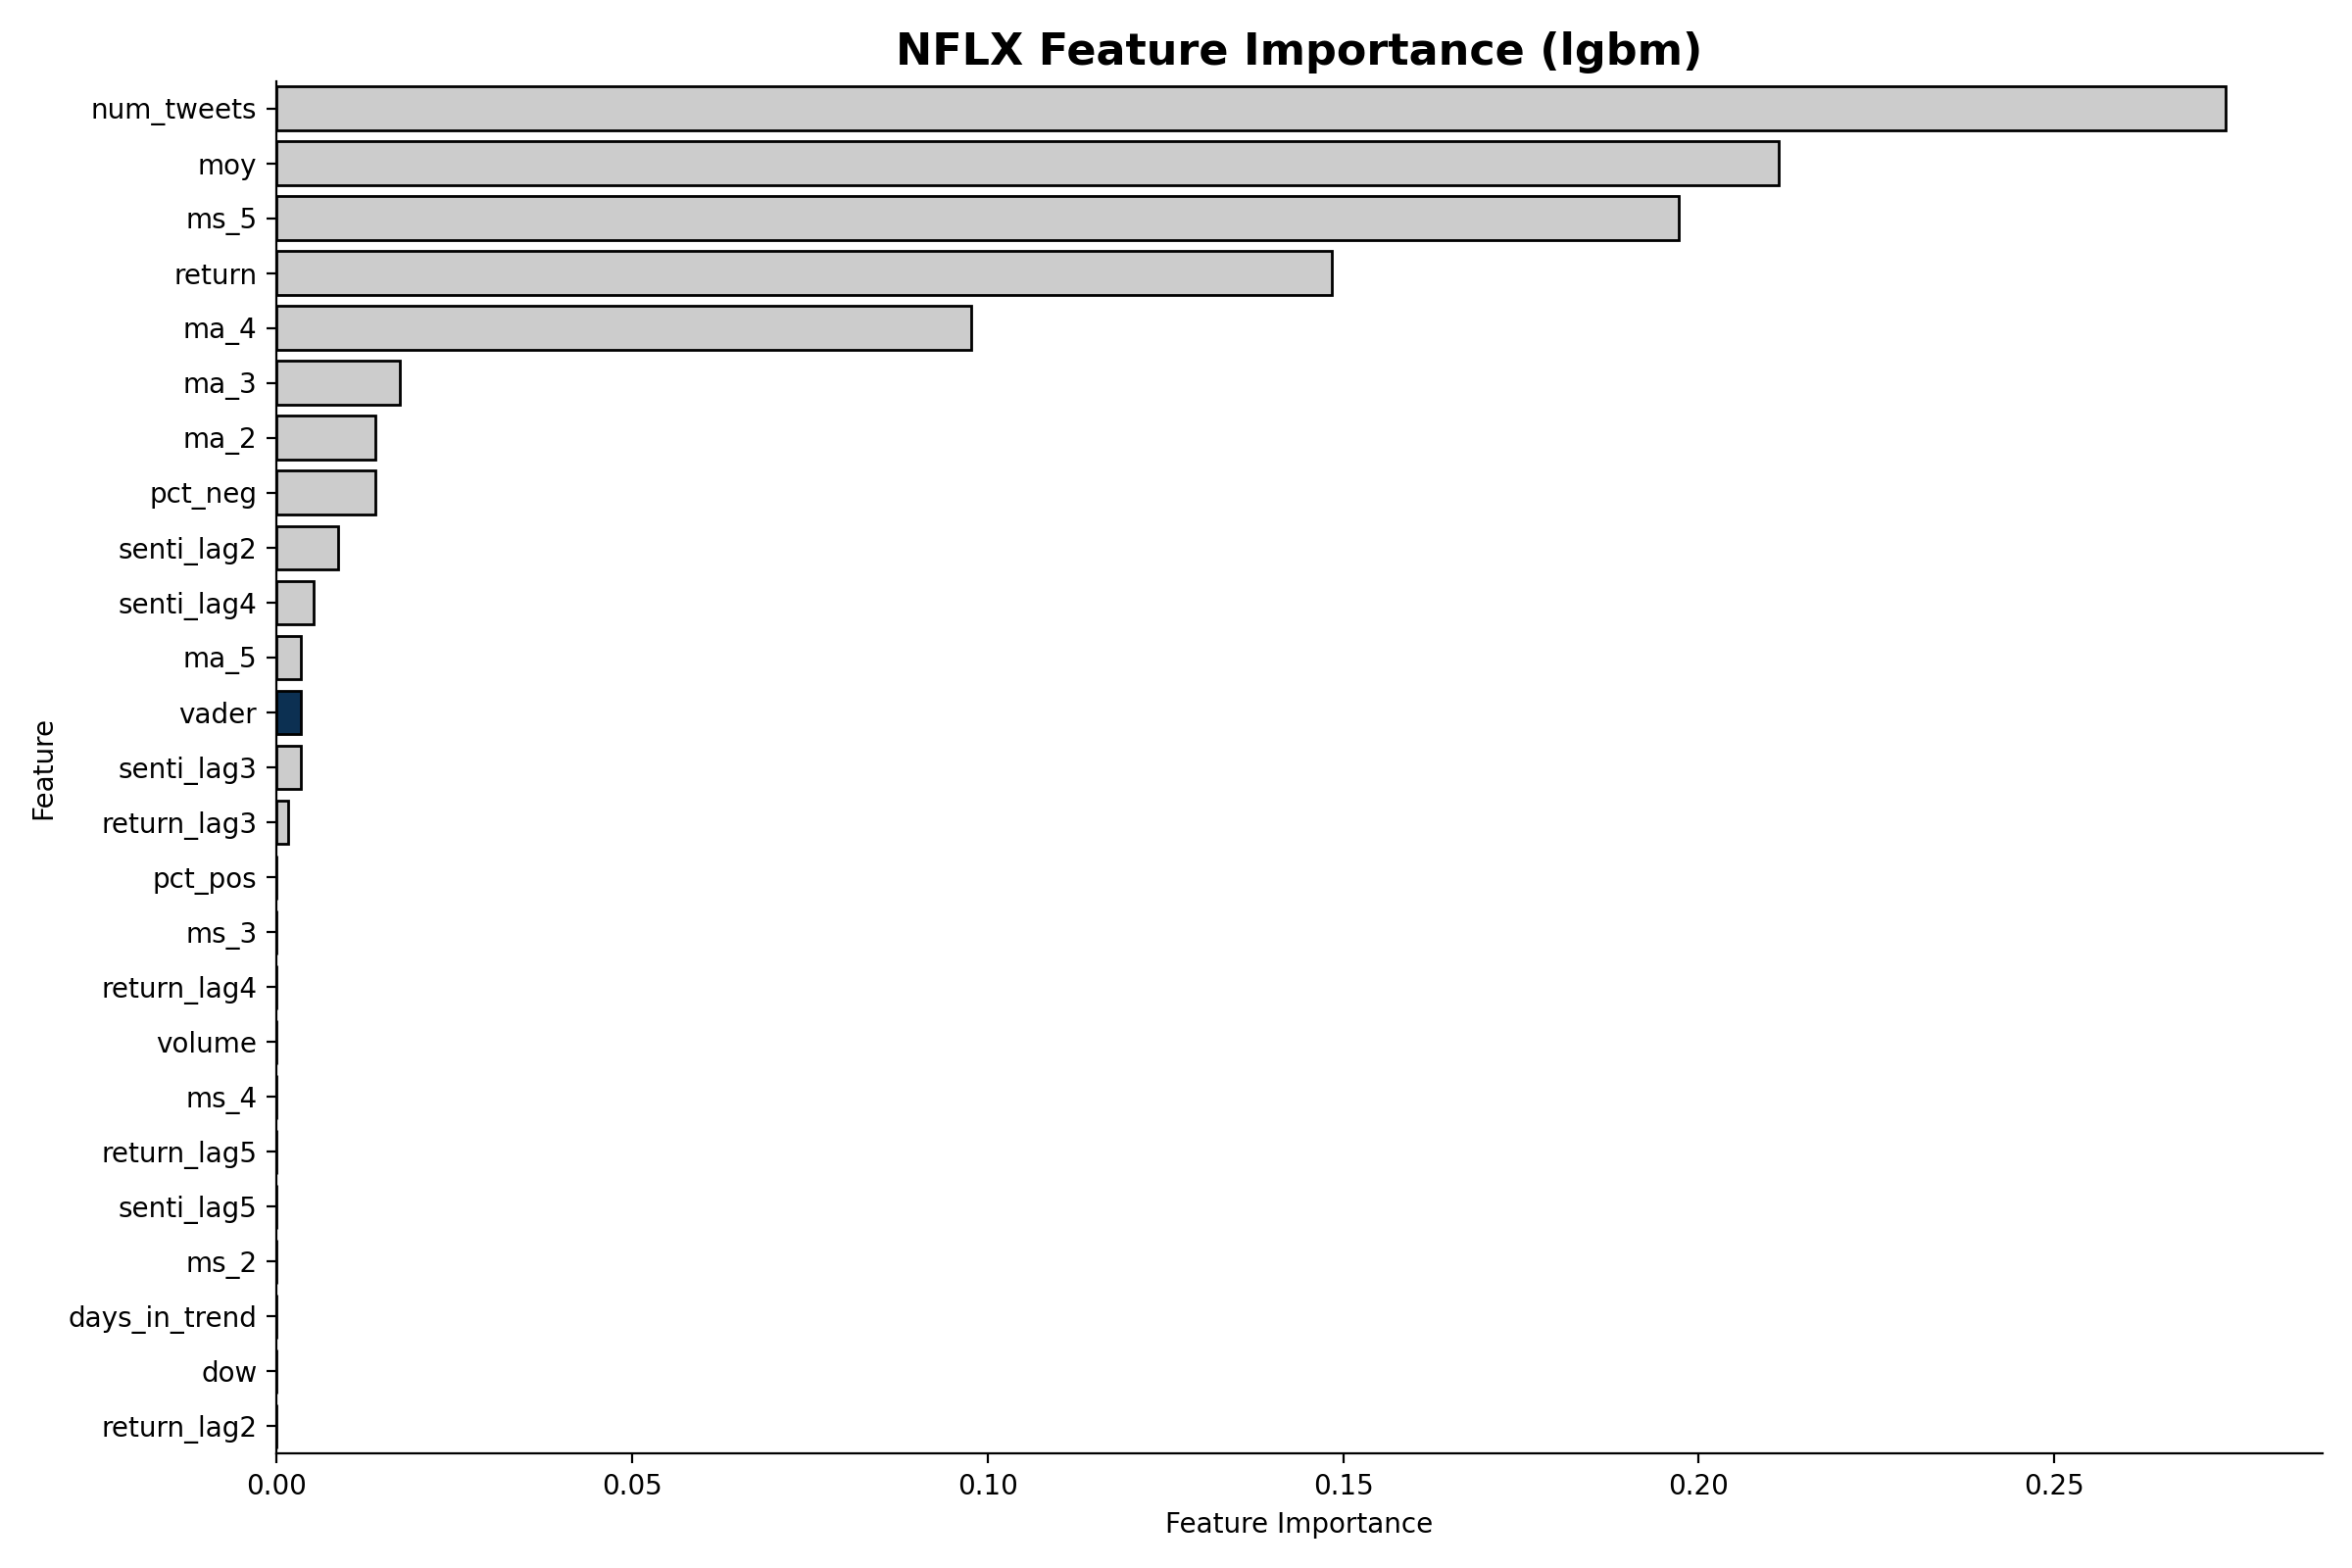 NFLX Feature Importance (lgbm)
num_tweets
moy
ms_5
return
ma_4
ma_3
ma_2
pct_neg
senti_lag2
senti_lag4
ma_5
vader
senti_lag3
return_lag3
pct_pos
ms_3
return_lag4
volume
ms_4
return_lag5
senti_lag5
ms_2
days_in_trend
dow
return_lag2
Feature
0.00 0.05 0.10 0.15 0.20 0.25
Feature Importance